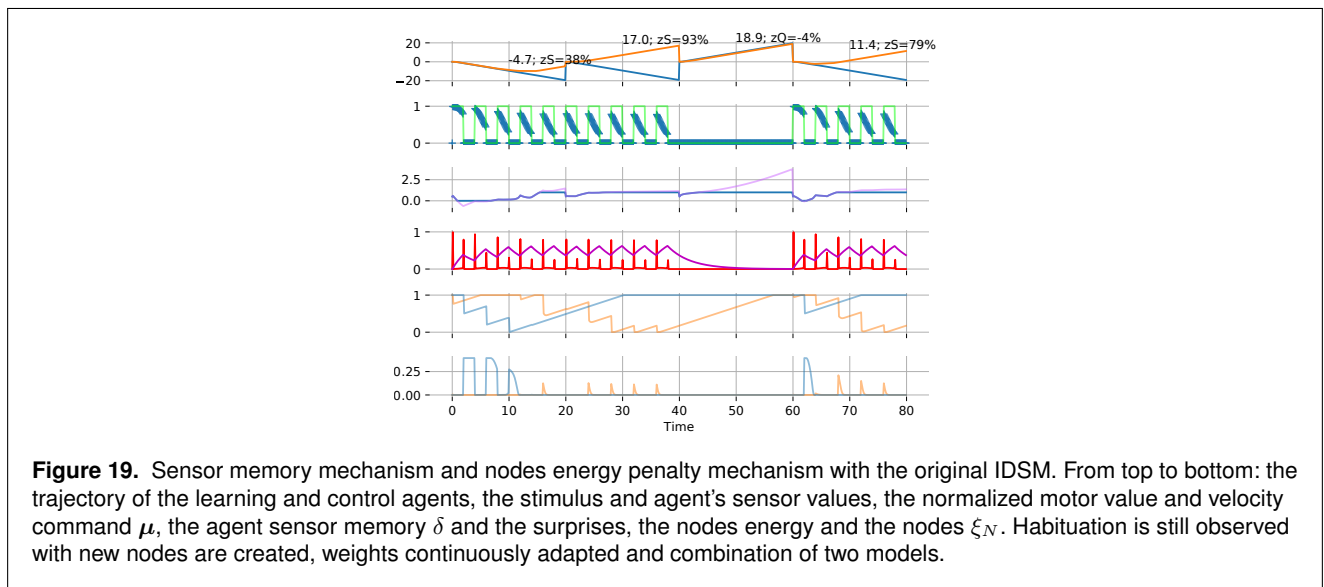 20
0
−20
-4.7; zS=38%
17.0; zS=93%
18.9; zQ=-4%
11.4; zS=79%
1
0
2.5
0.0
1
0
1
0
0.25
0.00
0 10 20 30 40 50 60 70 80
Time
Figure 19. Sensor memory mechanism and nodes energy penalty mechanism with the original IDSM. From top to bottom: the
trajectory of the learning and control agents, the stimulus and agent's sensor values, the normalized motor value and velocity
command μ, the agent sensor memory δ and the surprises, the nodes energy and the nodes ξ_N. Habituation is still observed
with new nodes are created, weights continuously adapted and combination of two models.